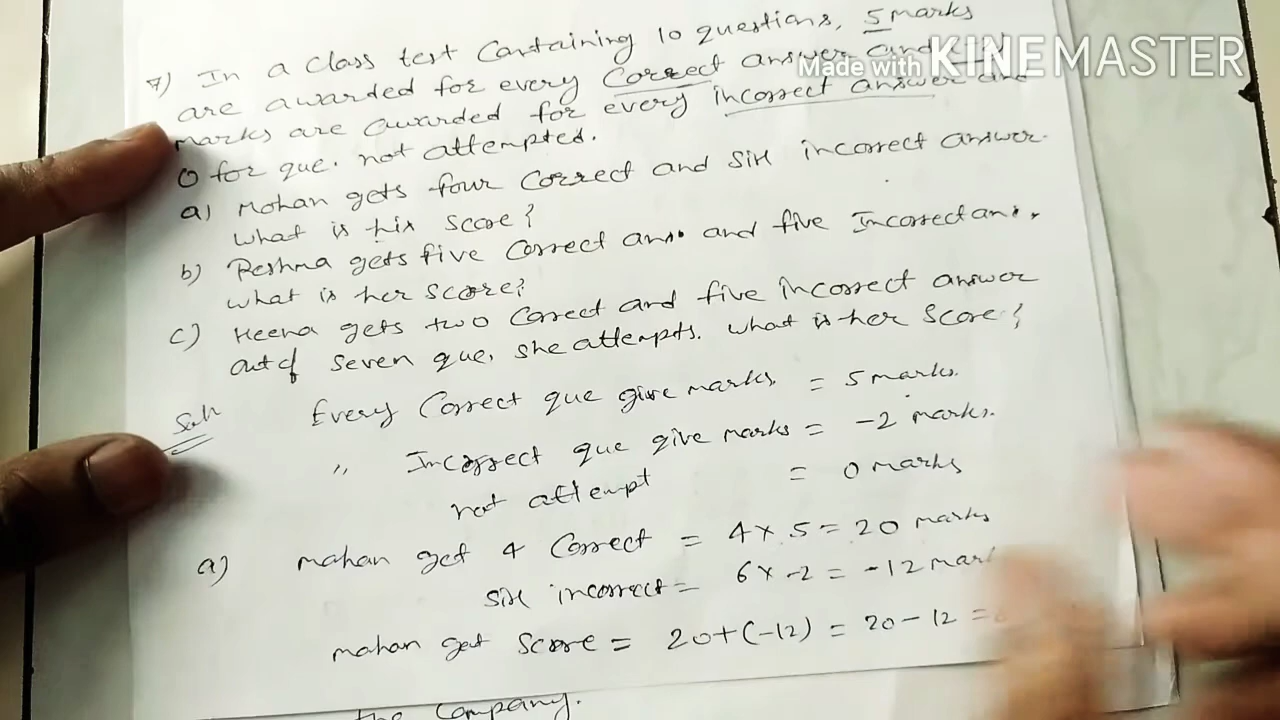 7) In a class test Containing 10 questions, 5 marks
are awarded for every Correct answer and
marks are awarded for every incorrect answer and
0 for que. not attempted.
a) Mohan gets four Correct and six incorrect answer.
what is his score?
b) Reshma gets five Correct ans. and five Incorrect ans.
what is her score?
c) Heena gets two Correct and five incorrect answer
out of seven que. she attempts. what is her score?
Soln Every Correct que give marks = 5 marks.
,, Incorrect que give marks = -2 marks.
not attempt = 0 marks
a) mahan get 4 Correct = 4 x 5 = 20 marks
six incorrect = 6 x -2 = -12 mark
mahan get Score = 20+(-12) = 20 - 12 =
the Company.
Made with KINEMASTER